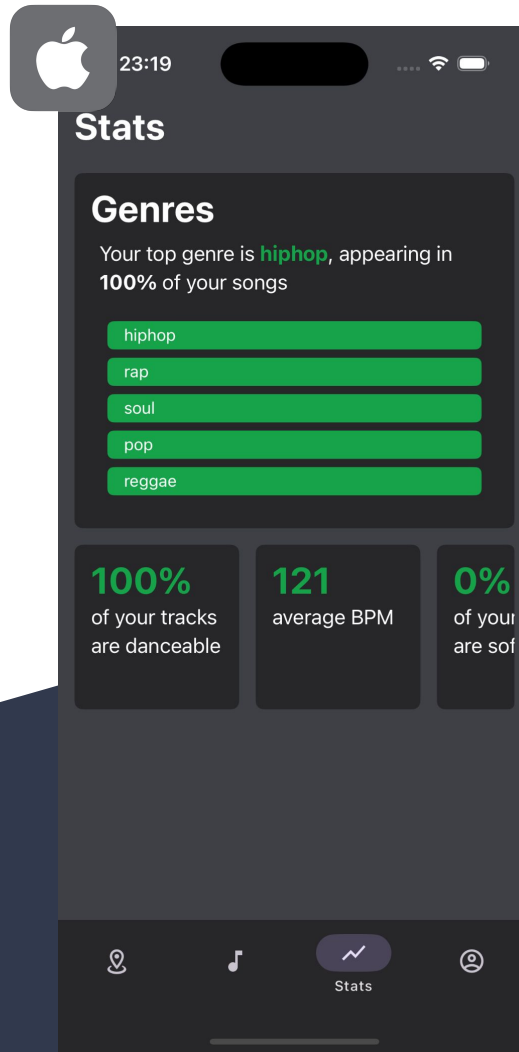 23:19
Stats
Genres
Your top genre is hiphop, appearing in
100% of your songs
hiphop
rap
soul
pop
reggae
100%
of your tracks
are danceable
121
average BPM
0%
of your
are sof
Stats